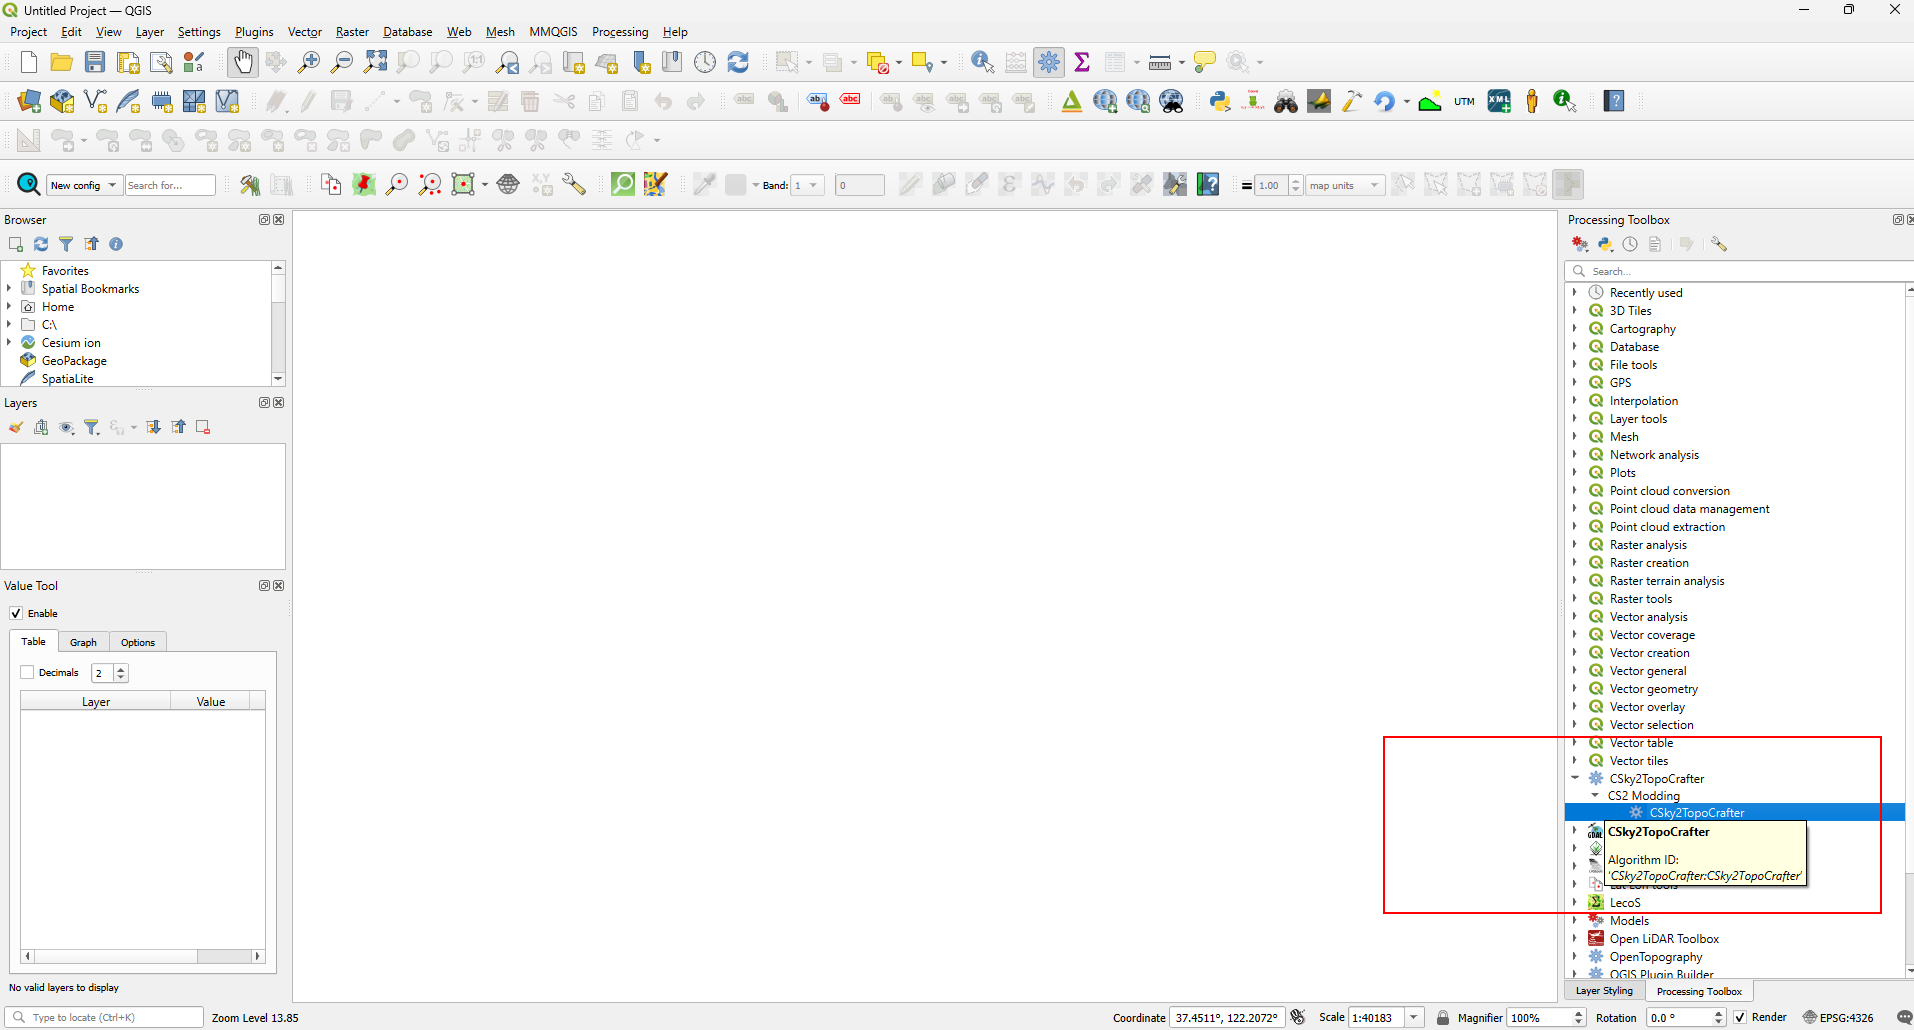 Untitled Project — QGIS
Project Edit View Layer Settings Plugins Vector Raster Database Web Mesh MMQGIS Processing Help
UTM
XML
New config
Search for...
X,Y
Band: 1
0
1.00
map units
Browser
Favorites
Spatial Bookmarks
Home
C:\
Cesium ion
GeoPackage
SpatiaLite
Layers
Value Tool
Enable
Table Graph Options
Decimals 2
Layer Value
No valid layers to display
Processing Toolbox
Search...
Recently used
3D Tiles
Cartography
Database
File tools
GPS
Interpolation
Layer tools
Mesh
Network analysis
Plots
Point cloud conversion
Point cloud data management
Point cloud extraction
Raster analysis
Raster creation
Raster terrain analysis
Raster tools
Vector analysis
Vector coverage
Vector creation
Vector general
Vector geometry
Vector overlay
Vector selection
Vector table
Vector tiles
CSky2TopoCrafter
CS2 Modding
CSky2TopoCrafter
CSky2TopoCrafter
Algorithm ID:
'CSky2TopoCrafter:CSky2TopoCrafter'
Lat Lon tools
LecoS
Models
Open LiDAR Toolbox
OpenTopography
QGIS Plugin Builder
Layer Styling Processing Toolbox
Type to locate (Ctrl+K) Zoom Level 13.85 Coordinate 37.4511°, 122.2072° Scale 1:40183 Magnifier 100% Rotation 0.0 ° Render EPSG:4326